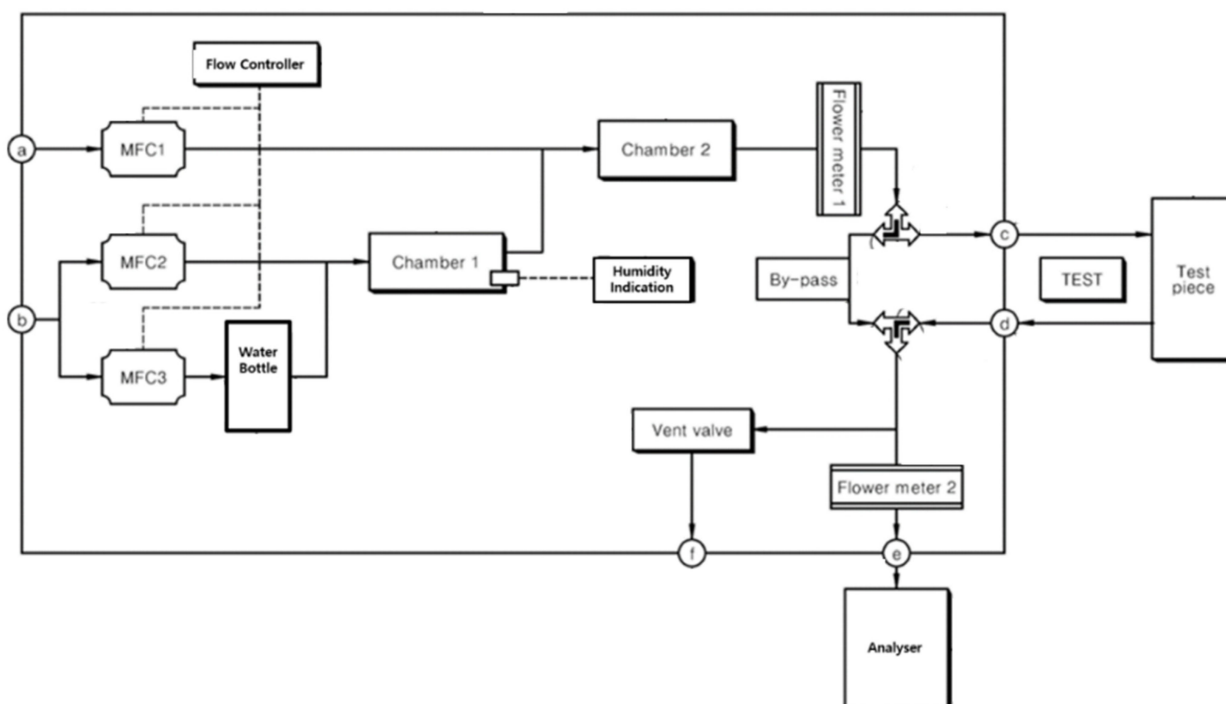 Flow Controller
a
MFC1
Chamber 2
Flower meter 1
MFC2
Chamber 1
Humidity
Indication
c
By-pass
TEST
Test
piece
b
d
MFC3
Water
Bottle
Vent valve
Flower meter 2
f
e
Analyser